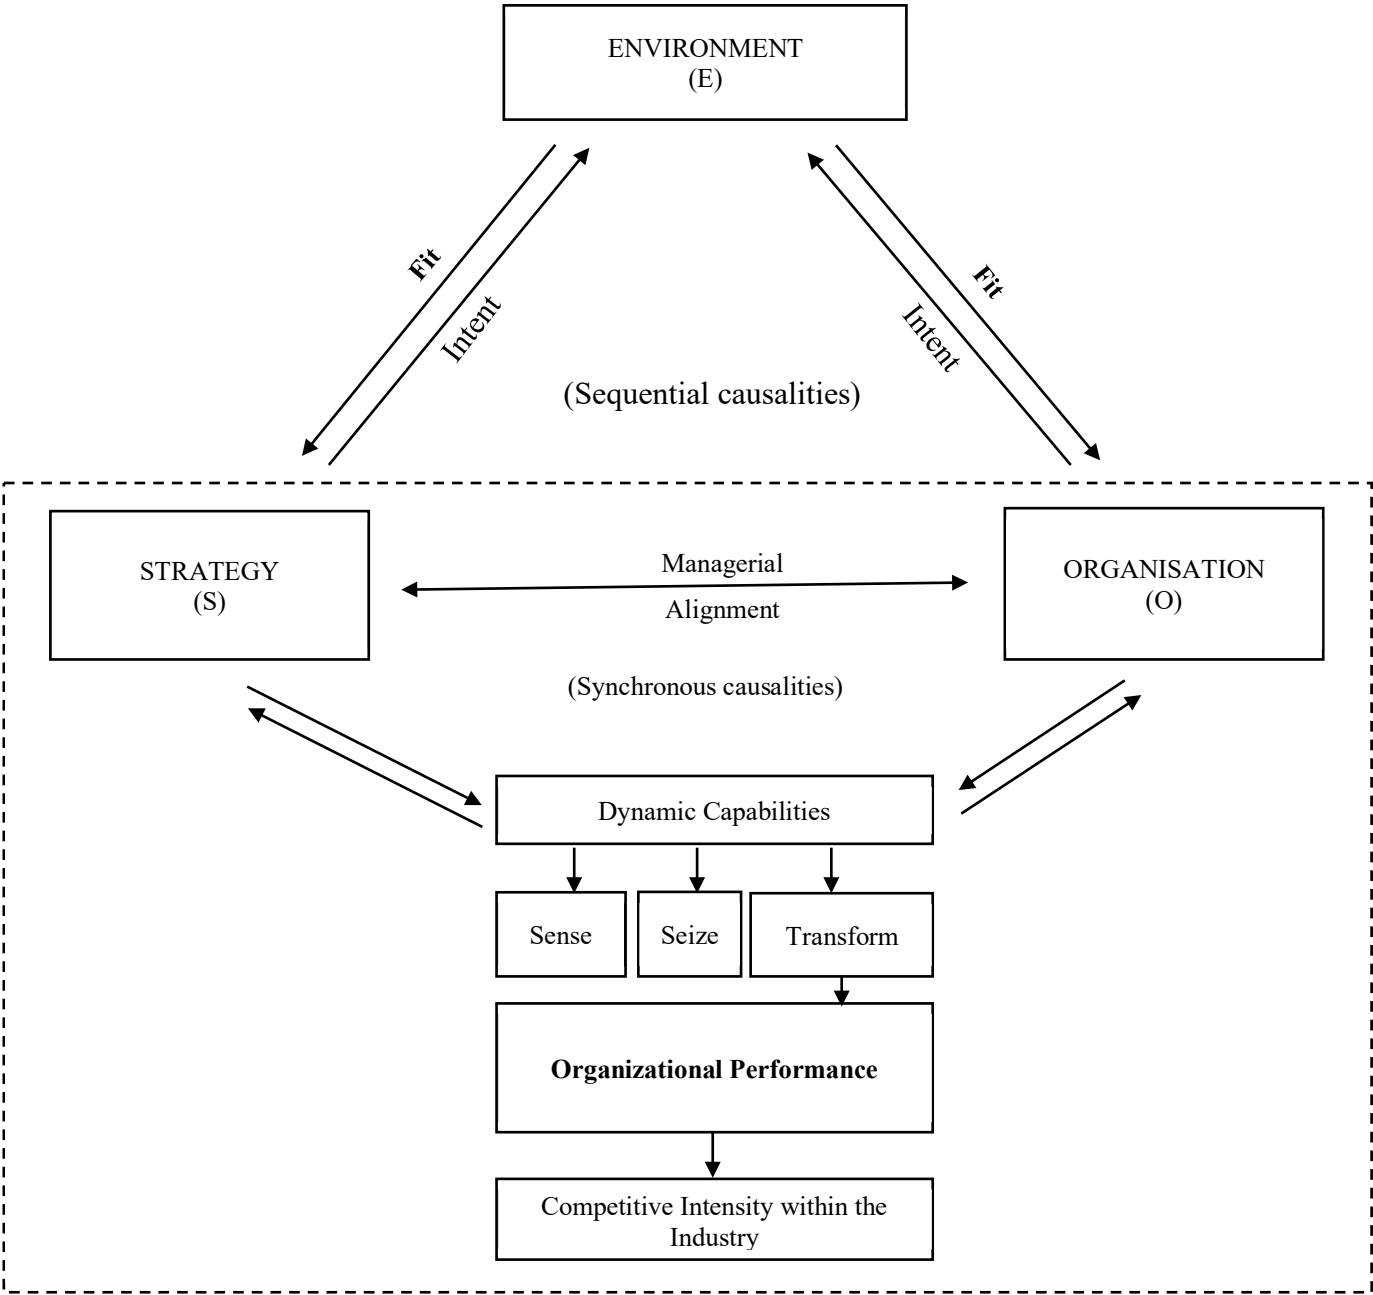 ENVIRONMENT
(E)
Fit
Intent
Fit
Intent
(Sequential causalities)
STRATEGY
(S)
Managerial
Alignment
ORGANISATION
(O)
(Synchronous causalities)
Dynamic Capabilities
Sense
Seize
Transform
Organizational Performance
Competitive Intensity within the
Industry